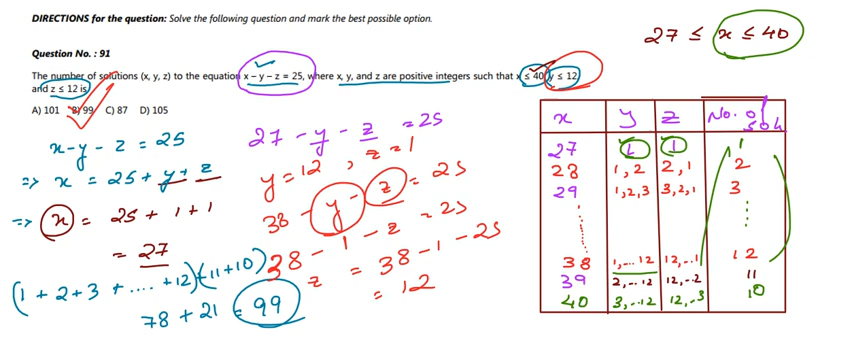 DIRECTIONS for the question: Solve the following question and mark the best possible option.
27 ≤ x ≤ 40
Question No. : 91
The number of solutions (x, y, z) to the equation x – y – z = 25, where x, y, and z are positive integers such that x ≤ 40, y ≤ 12,
and z ≤ 12 is
A) 101 B) 99 C) 87 D) 105
x-y-z = 25
=> x = 25 + y + z
=> x = 25 + 1 + 1
= 27
(1 + 2 + 3 + .... + 12) + (11+10)
78 + 21 = 99
27 - y - z = 25
y = 12, z = 1
38 - y - z = 25
38 - 1 - z = 25
z = 38 - 1 - 25
= 12
x y z No. of soln
27 1 1 1
28 1, 2 2, 1 2
29 1, 2, 3 3, 2, 1 3
38 1, ... 12 12, ... 1 12
39 2, ... 12 12, ... 2 11
40 3, ... 12 12, ... 3 10